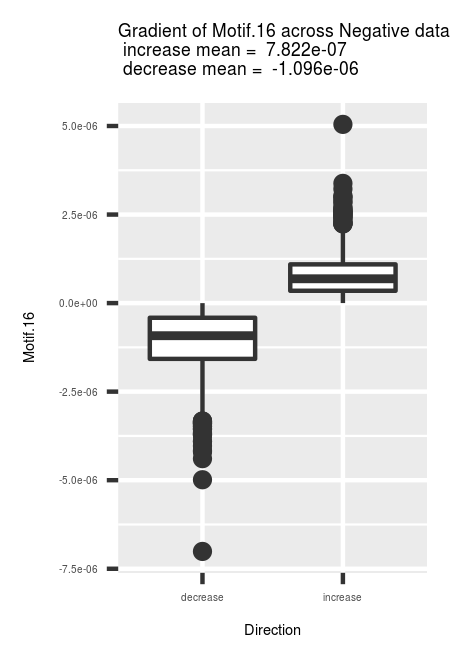 Gradient of Motif.16 across Negative data
increase mean =  7.822e-07
decrease mean =  -1.096e-06
5.0e-06
2.5e-06
0.0e+00
-2.5e-06
-5.0e-06
-7.5e-06
Motif.16
decrease
increase
Direction